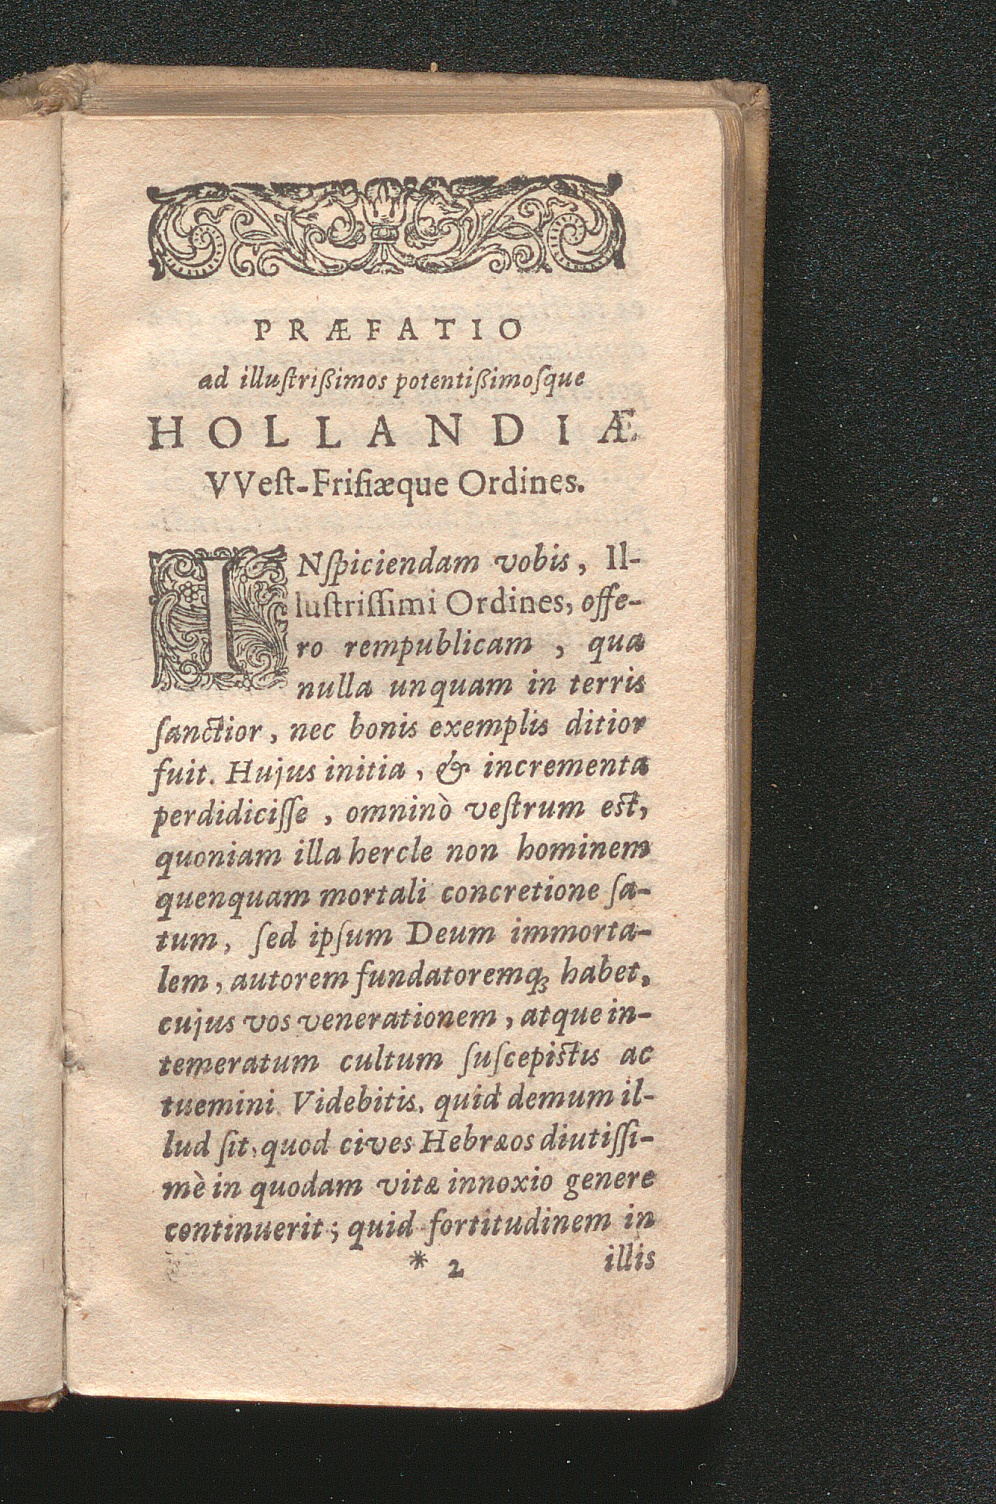 PRÆFATIO
ad illuſtriſſimos potentiſſimoſque
HOLLANDIÆ
VVeſt-Friſiæque Ordines.
INſpiciendam vobis, Il-
luſtriſſimi Ordines, offe-
ro rempublicam, qua
nulla unquam in terris
ſanctior, nec bonis exemplis ditior
fuit. Hujus initia, & incrementa
perdidiciſſe, omninò veſtrum eſt,
quoniam illa hercle non hominem
quenquam mortali concretione ſa-
tum, ſed ipſum Deum immorta-
lem, autorem fundatoremq; habet,
cujus vos venerationem, atque in-
temeratum cultum ſuſcepiſtis ac
tuemini. Videbitis, quid demum il-
lud ſit, quod cives Hebræos diutiſſi-
mè in quodam vitæ innoxio genere
continuerit; quid fortitudinem in
* 2 illis